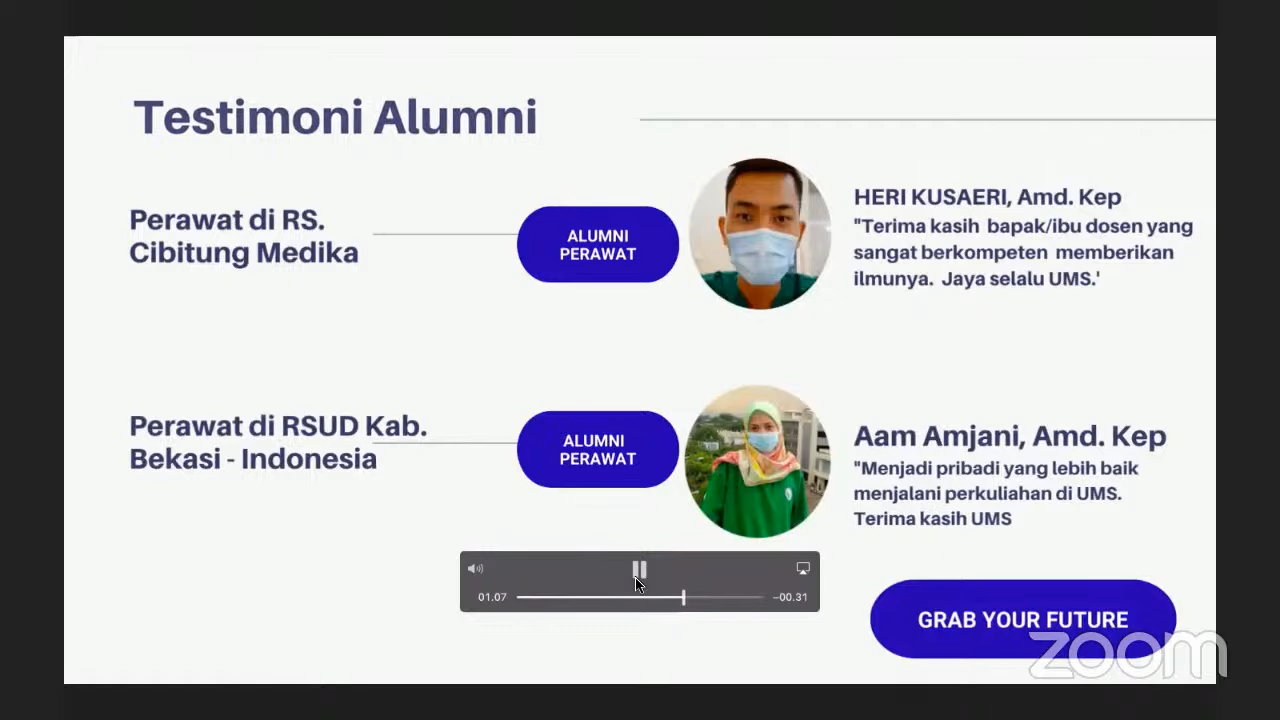 Testimoni Alumni
Perawat di RS.
Cibitung Medika
ALUMNI
PERAWAT
HERI KUSAERI, Amd. Kep
"Terima kasih bapak/ibu dosen yang
sangat berkompeten memberikan
ilmunya. Jaya selalu UMS.'
Perawat di RSUD Kab.
Bekasi - Indonesia
ALUMNI
PERAWAT
Aam Amjani, Amd. Kep
"Menjadi pribadi yang lebih baik
menjalani perkuliahan di UMS.
Terima kasih UMS
01.07
−00.31
GRAB YOUR FUTURE
zoom